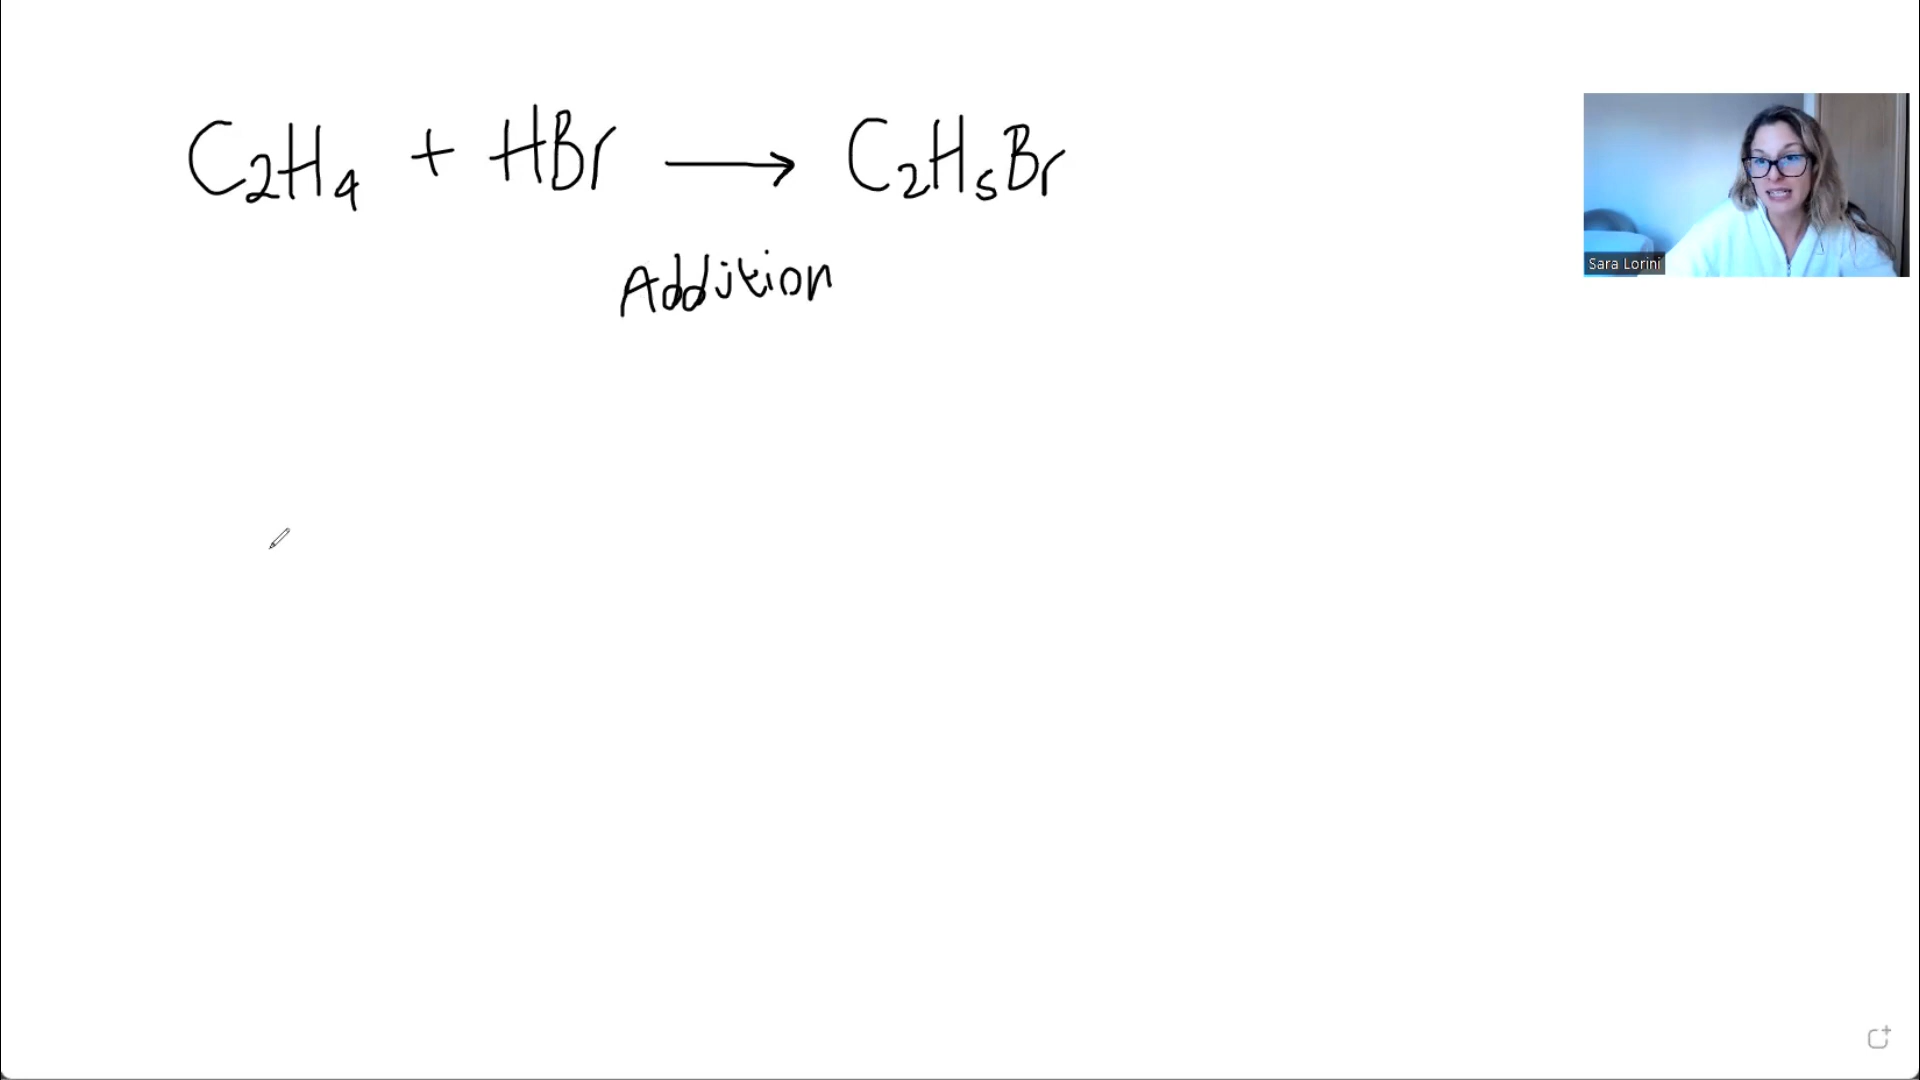 C₂H₄ + HBr ⟶ C₂H₅Br
Addition
Sara Lorini